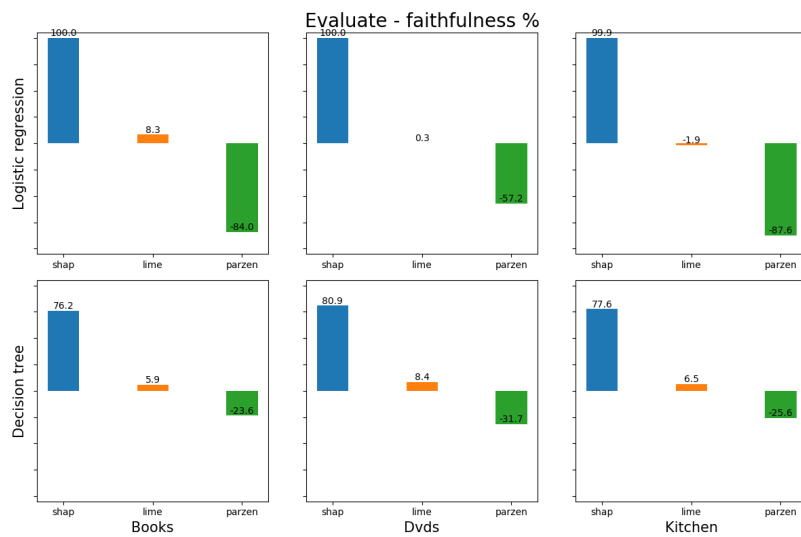 Evaluate - faithfulness %
Logistic regression
100.0
8.3
-84.0
shap lime parzen
100.0
0.3
-57.2
shap lime parzen
99.9
-1.9
-87.6
shap lime parzen
Decision tree
76.2
5.9
-23.6
shap lime parzen
Books
80.9
8.4
-31.7
shap lime parzen
Dvds
77.6
6.5
-25.6
shap lime parzen
Kitchen